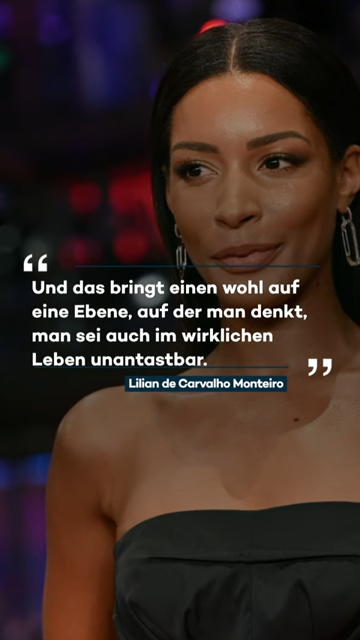 “
Und das bringt einen wohl auf
eine Ebene, auf der man denkt,
man sei auch im wirklichen
Leben unantastbar.
”
Lilian de Carvalho Monteiro